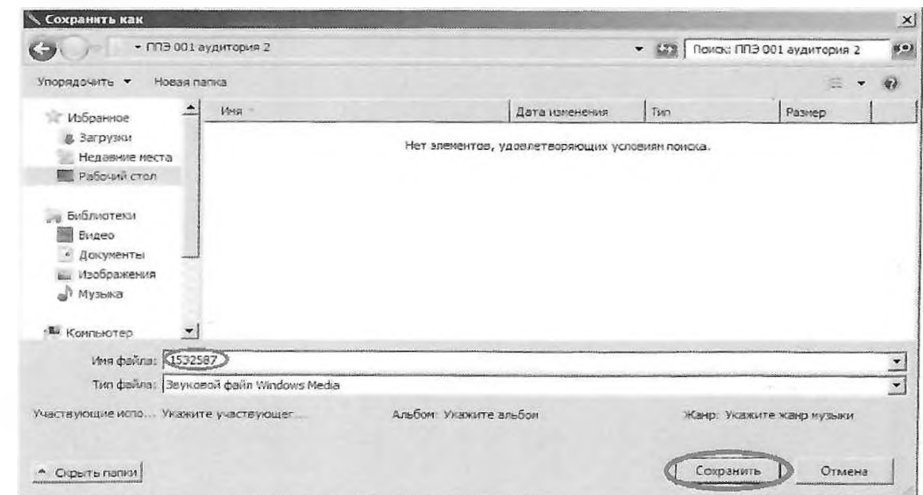 Сохранить как
ППЭ 001 аудитория 2
Поиск: ППЭ 001 аудитория 2
Упорядочить
Новая папка
Избранное
Загрузки
Недавние места
Рабочий стол
Библиотеки
Видео
Документы
Изображения
Музыка
Компьютер
Имя
Дата изменения
Тип
Размер
Нет элементов, удовлетворяющих условиям поиска.
Имя файла: 1532587
Тип файла: Звуковой файл Windows Media
Участвующие испо... Укажите участвующег...
Альбом: Укажите альбом
Жанр: Укажите жанр музыки
Скрыть папки
Сохранить
Отмена